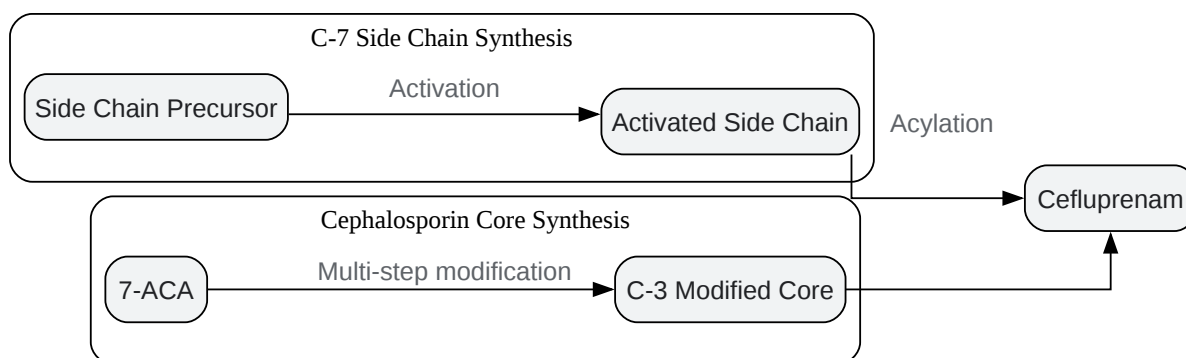 C-7 Side Chain Synthesis
Side Chain Precursor
Activation
Activated Side Chain
Acylation
Cefluprenam
Cephalosporin Core Synthesis
7-ACA
Multi-step modification
C-3 Modified Core